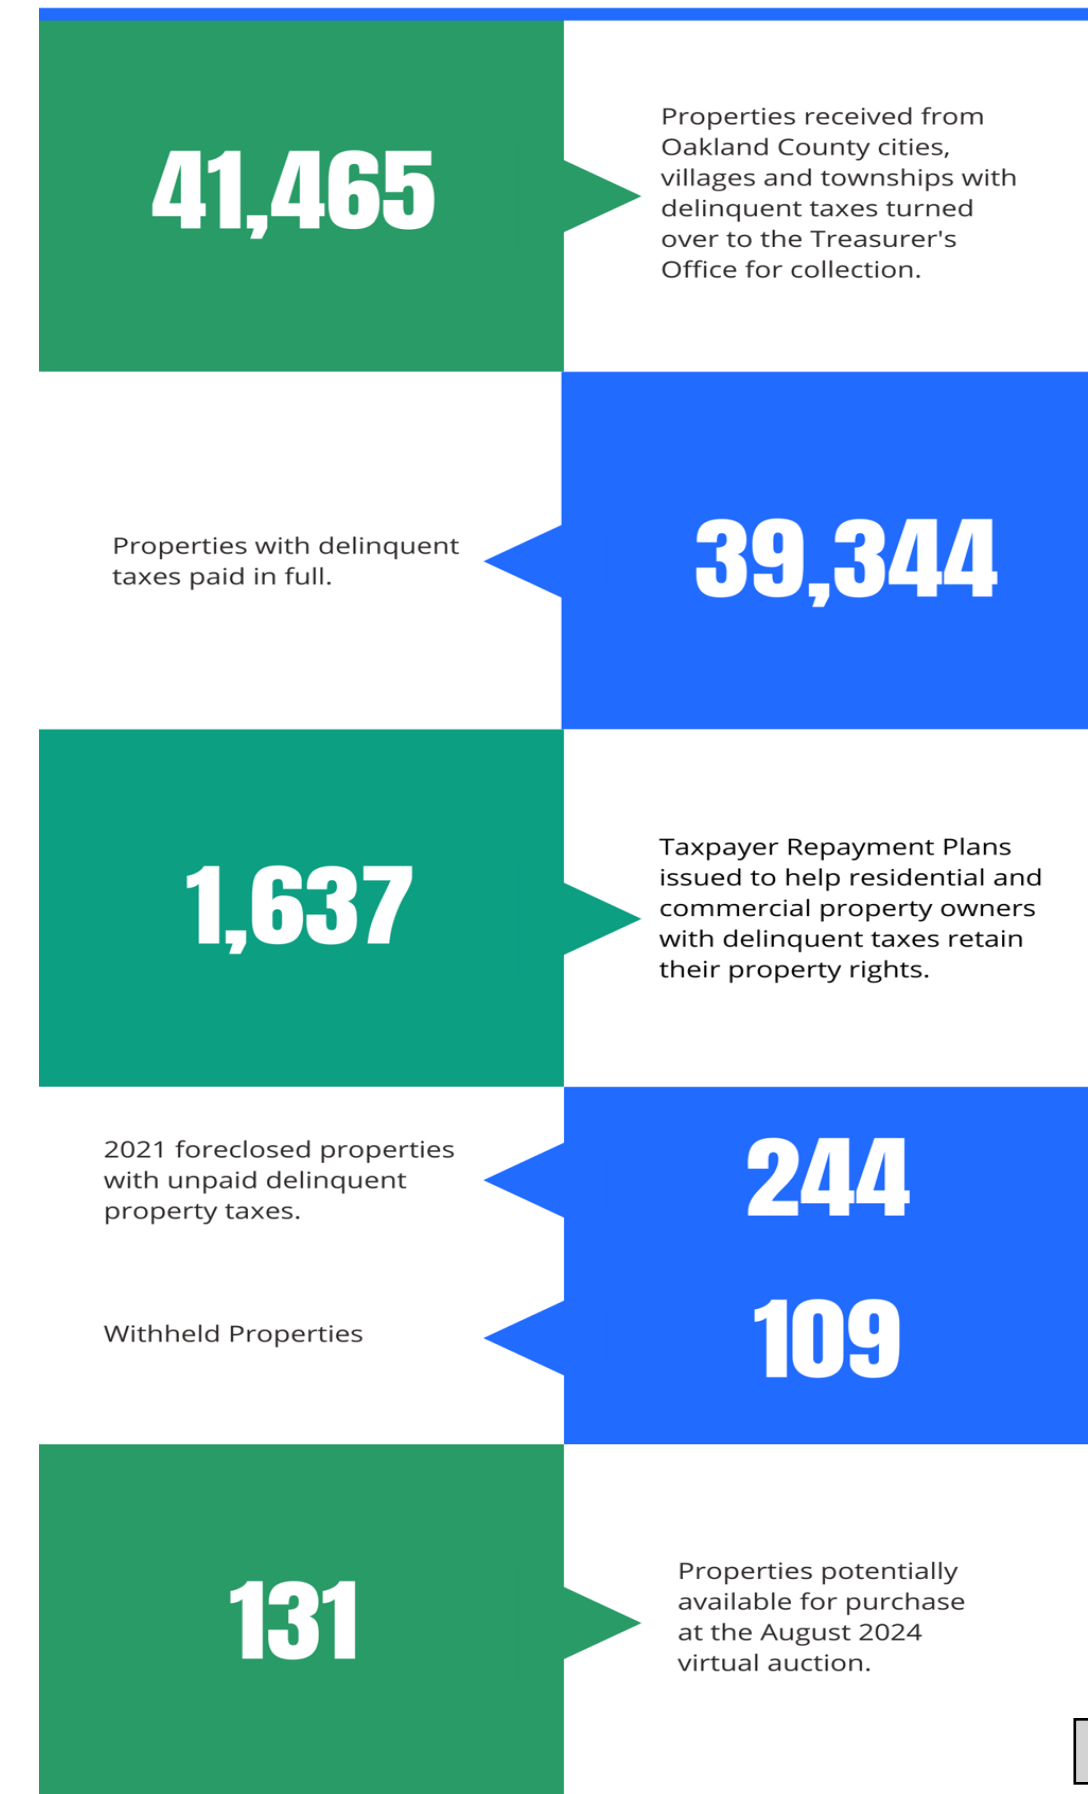 41,465
Properties received from
Oakland County cities,
villages and townships with
delinquent taxes turned
over to the Treasurer's
Office for collection.
Properties with delinquent
taxes paid in full.
39,344
1,637
Taxpayer Repayment Plans
issued to help residential and
commercial property owners
with delinquent taxes retain
their property rights.
2021 foreclosed properties
with unpaid delinquent
property taxes.
244
Withheld Properties
109
131
Properties potentially
available for purchase
at the August 2024
virtual auction.